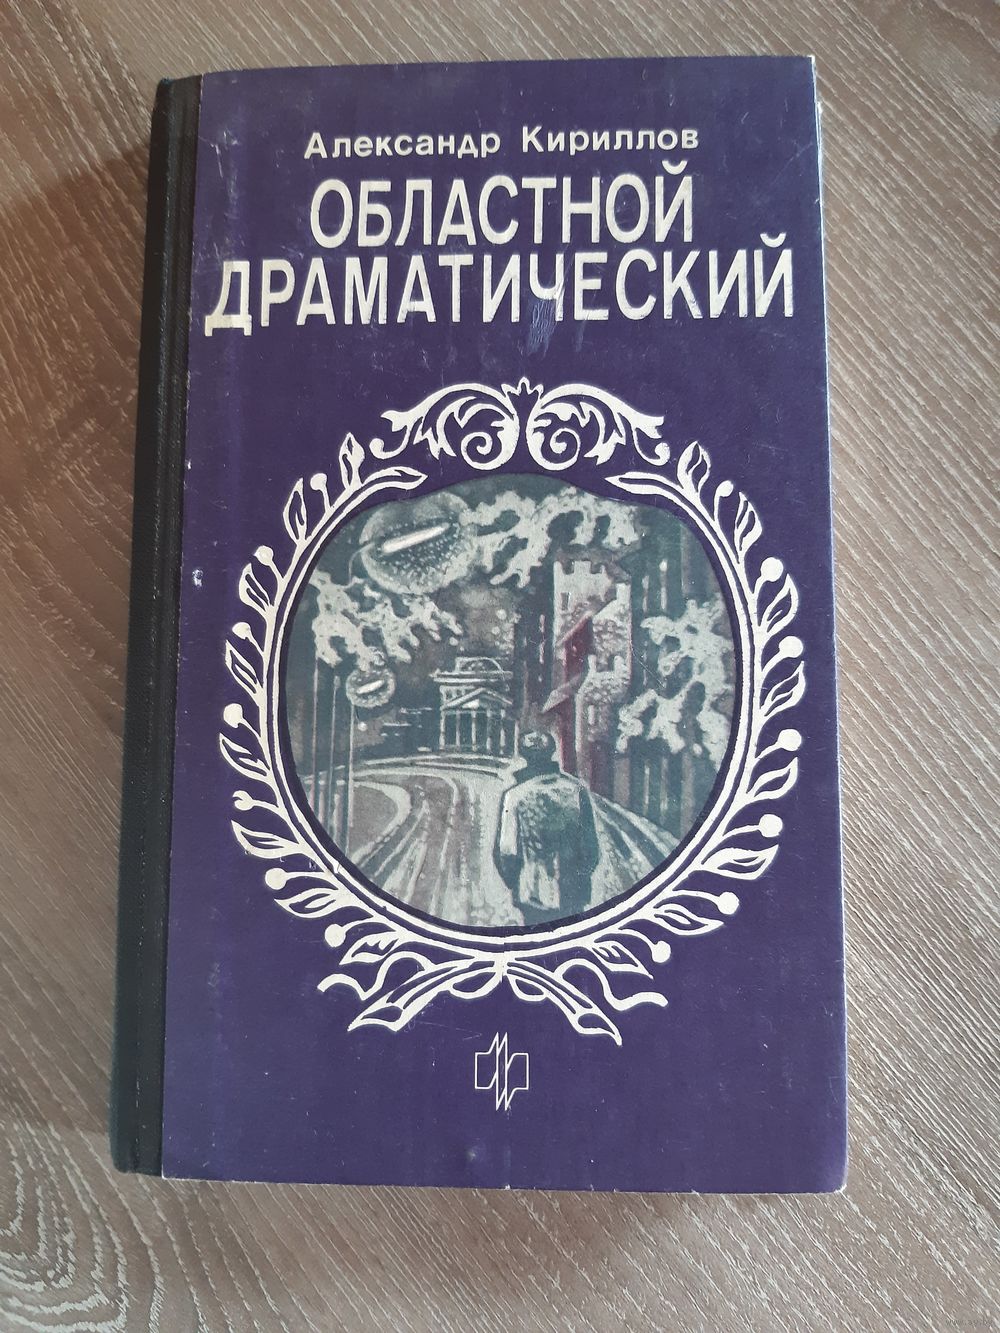 Александр Кириллов
ОБЛАСТНОЙ
ДРАМАТИЧЕСКИЙ